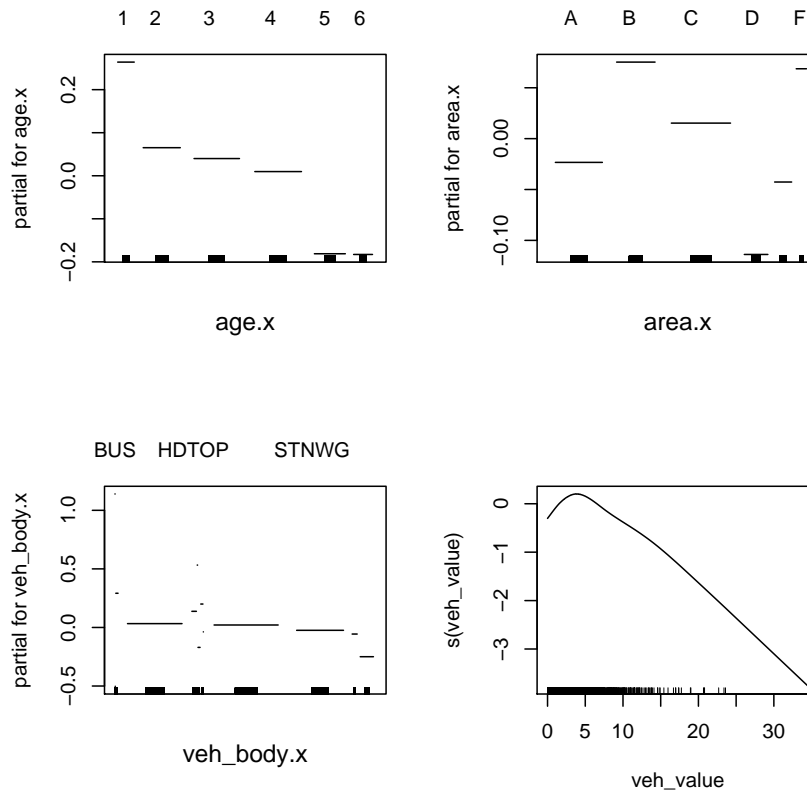 1 2 3 4 5 6
partial for age.x
0.2
0.0
−0.2
age.x
A B C D F
partial for area.x
0.00
−0.10
area.x
BUS HDTOP STNWG
partial for veh_body.x
1.0
0.5
0.0
−0.5
veh_body.x
s(veh_value)
0
−1
−2
−3
0 5 10 20 30
veh_value